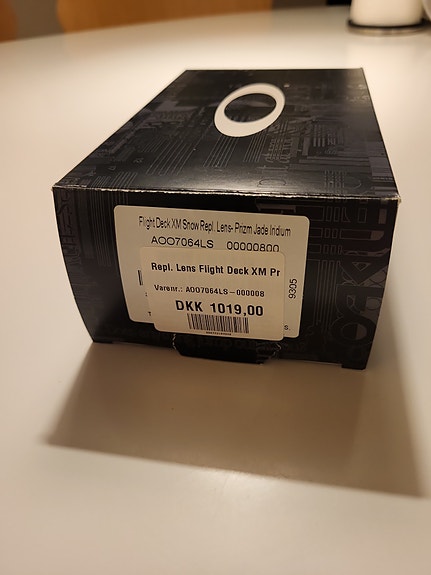 Flight Deck XM Snow Repl. Lens- Prizm Jade Iridium
AOO7064LS 00000800
Repl. Lens Flight Deck XM Pr
Varenr.: AOO7064LS-000008
DKK 1019,00
9305